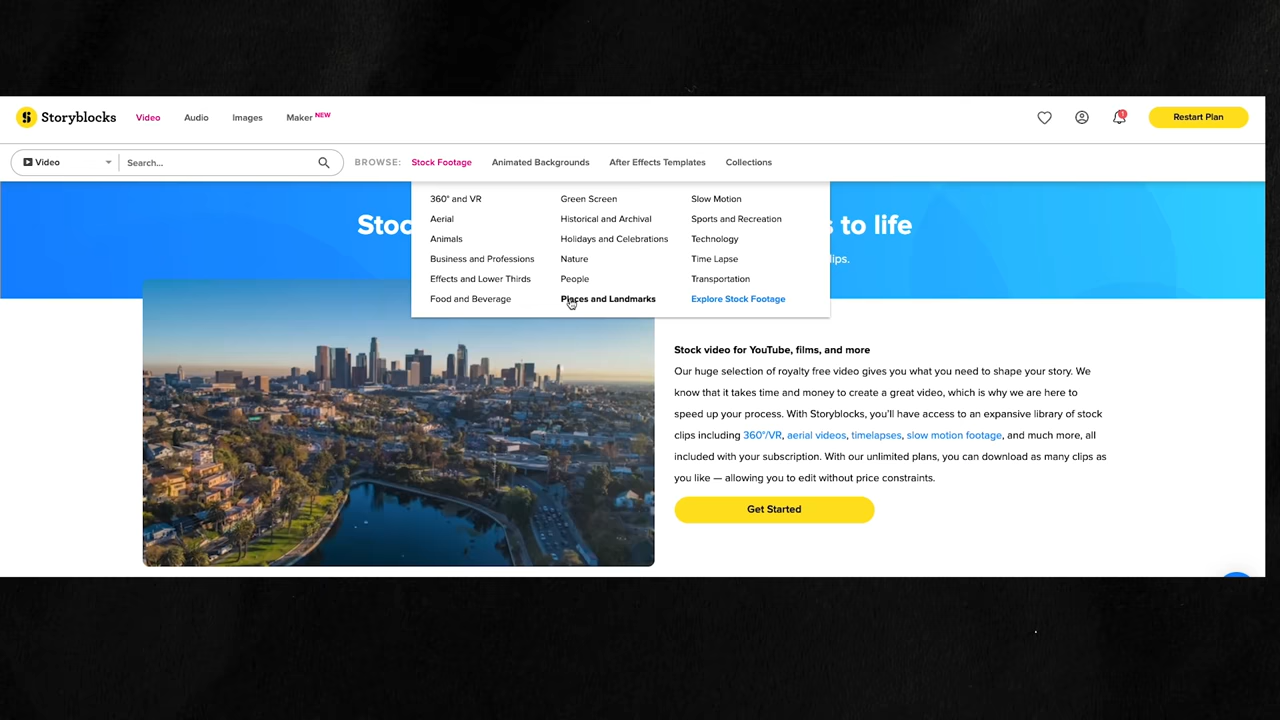 Storyblocks Video Audio Images Maker NEW 1 Restart Plan
Video Search... BROWSE: Stock Footage Animated Backgrounds After Effects Templates Collections
360° and VR Green Screen Slow Motion
Aerial Historical and Archival Sports and Recreation
Animals Holidays and Celebrations Technology
Business and Professions Nature Time Lapse
Effects and Lower Thirds People Transportation
Food and Beverage Places and Landmarks Explore Stock Footage
Stoc s to life
lips.
Stock video for YouTube, films, and more
Our huge selection of royalty free video gives you what you need to shape your story. We
know that it takes time and money to create a great video, which is why we are here to
speed up your process. With Storyblocks, you'll have access to an expansive library of stock
clips including 360°/VR, aerial videos, timelapses, slow motion footage, and much more, all
included with your subscription. With our unlimited plans, you can download as many clips as
you like — allowing you to edit without price constraints.
Get Started